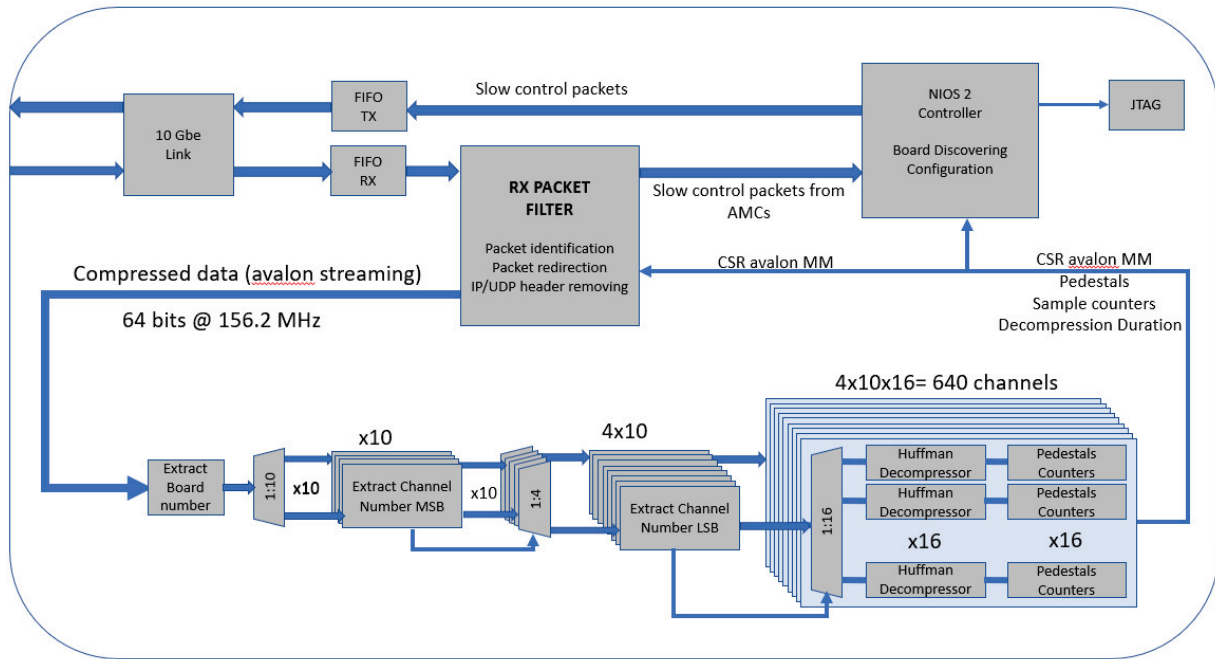 Slow control packets
FIFO
TX
10 Gbe
Link
FIFO
RX
NIOS 2
Controller
Board Discovering
Configuration
JTAG
RX PACKET
FILTER
Packet identification
Packet redirection
IP/UDP header removing
Slow control packets from
AMCs
CSR avalon MM
CSR avalon MM
Pedestals
Sample counters
Decompression Duration
Compressed data (avalon streaming)
64 bits @ 156.2 MHz
4x10x16= 640 channels
Extract
Board
number
1:10
x10
x10
Extract Channel
Number MSB
x10
1:4
4x10
Extract Channel
Number LSB
1:16
Huffman
Decompressor
Pedestals
Counters
Huffman
Decompressor
Pedestals
Counters
x16
x16
Huffman
Decompressor
Pedestals
Counters